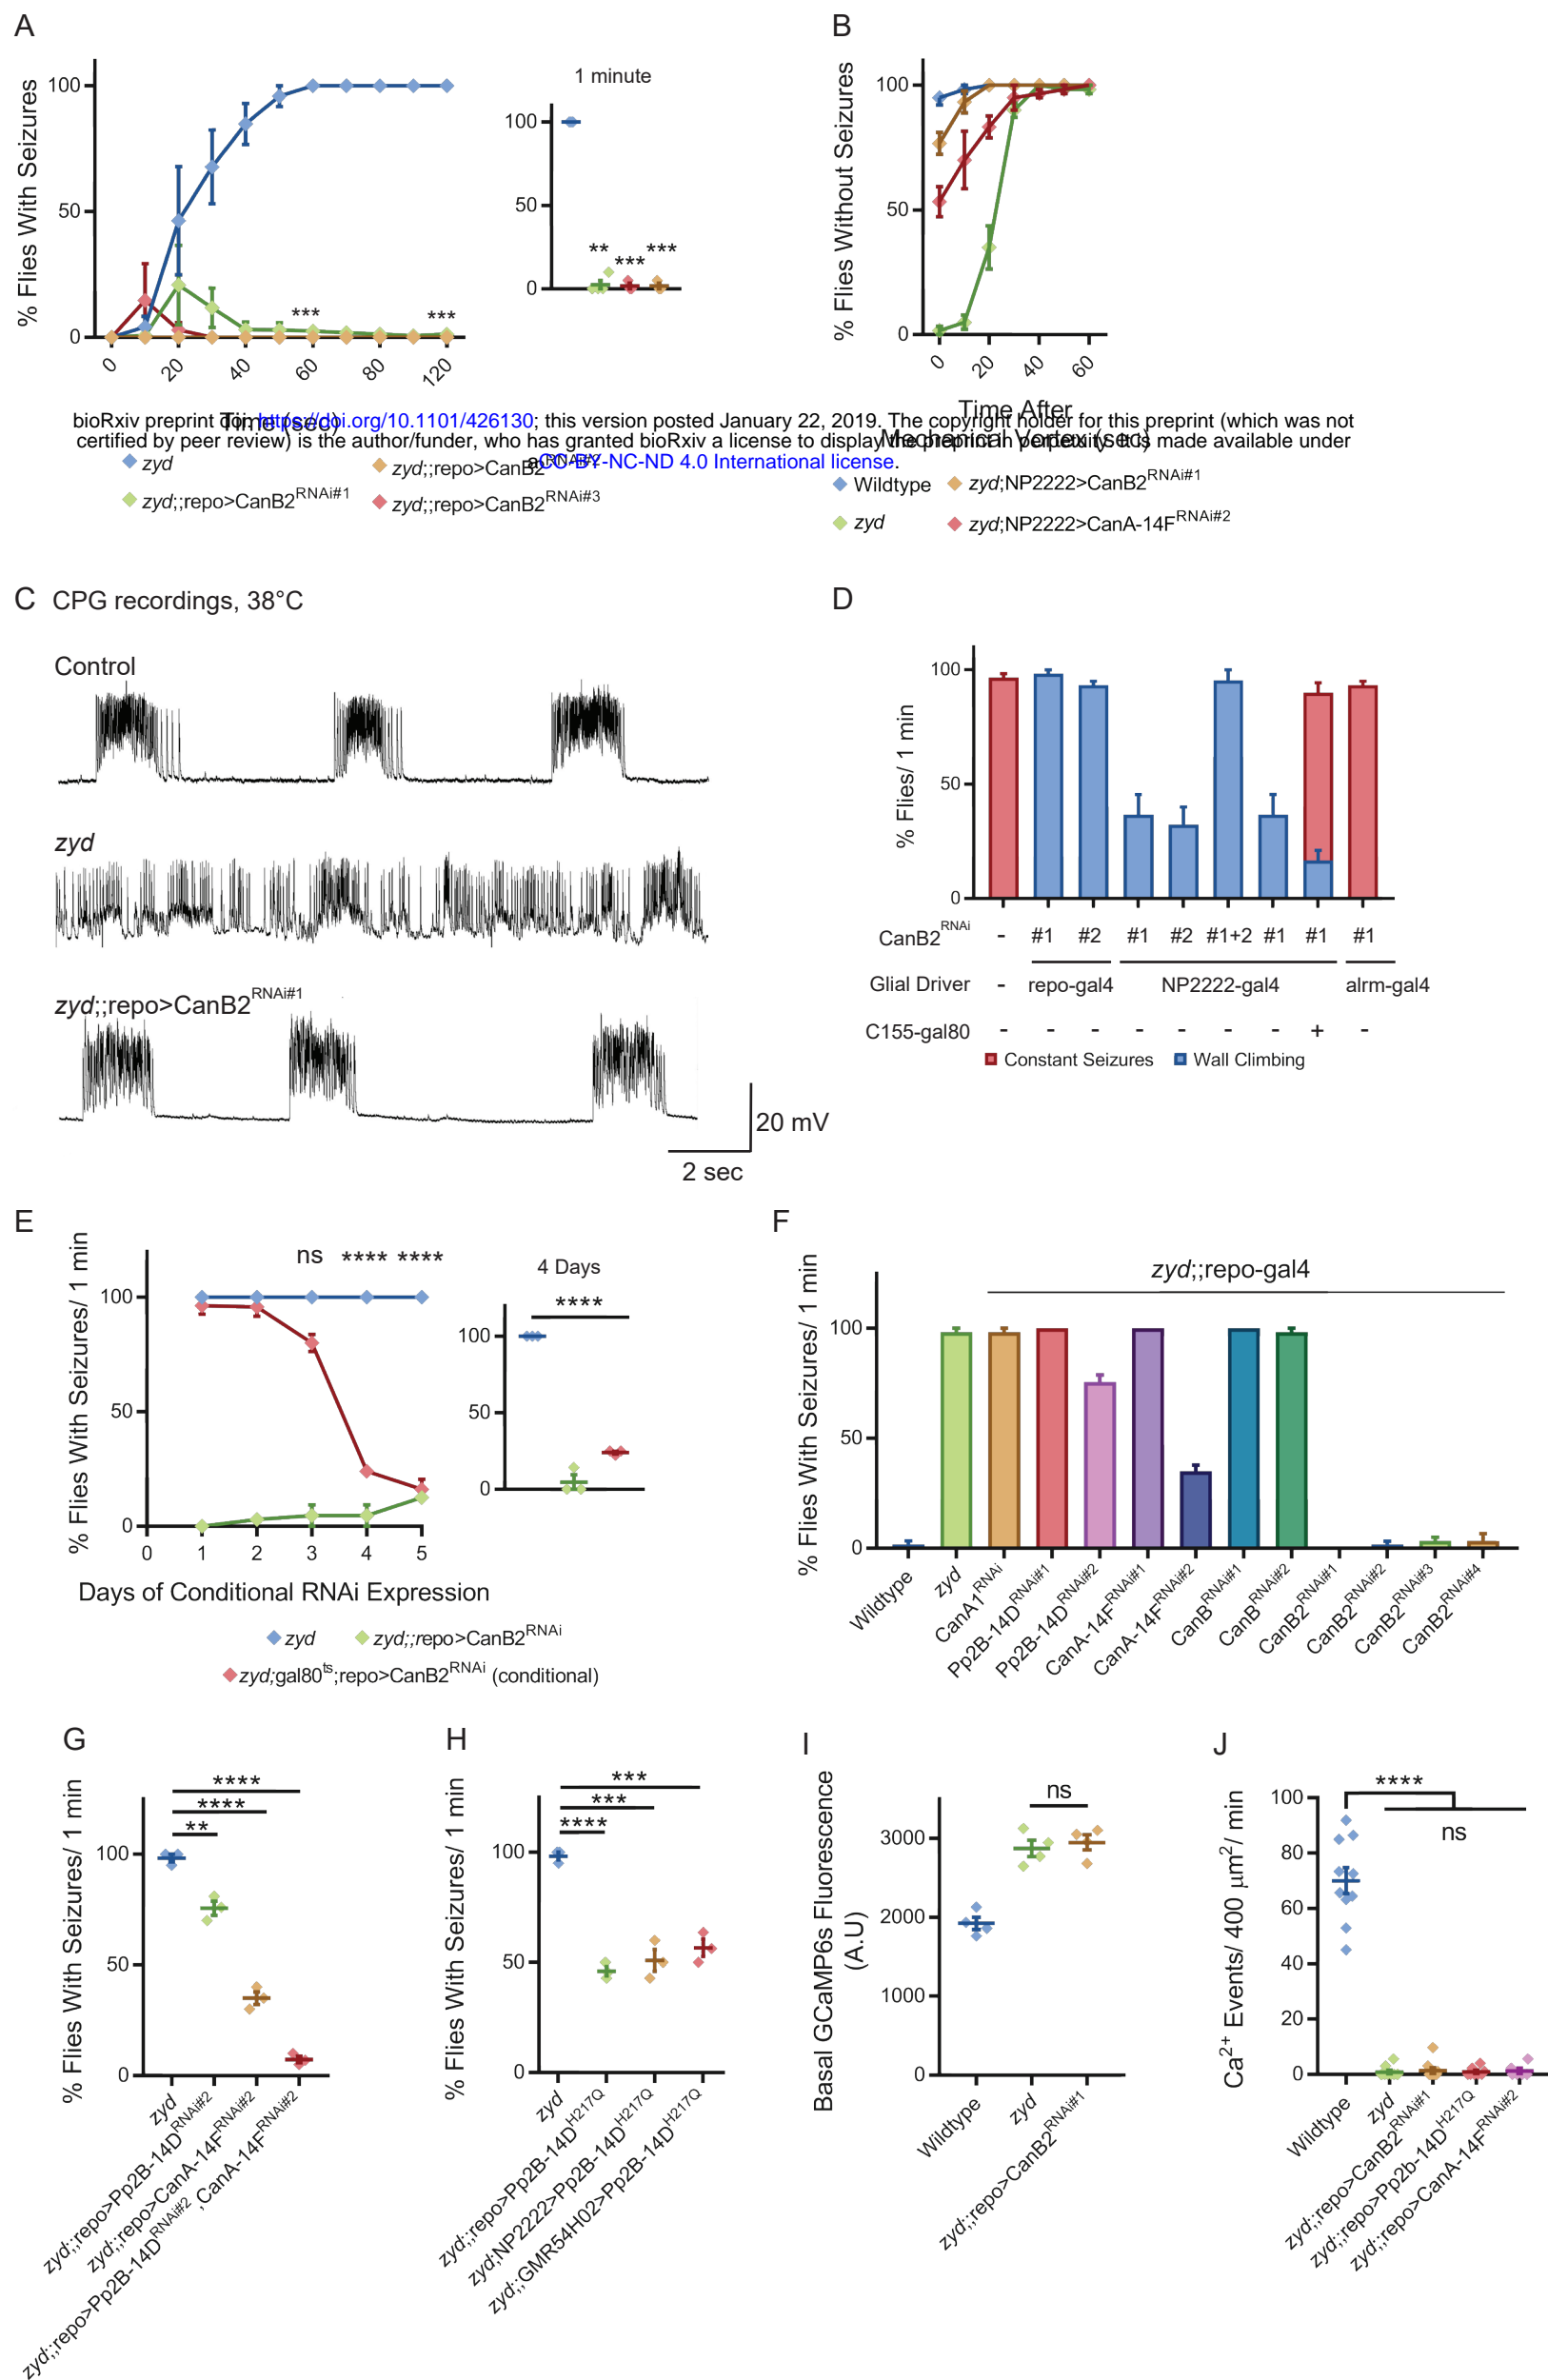 A
B
% Flies With Seizures
100
50
0
0
20
40
60
80
120
Time (sec)
1 minute
100
50
0
**
***
***
***
***
% Flies Without Seizures
100
50
0
0
20
40
60
Time After
Mechanical Vortex (sec)
bioRxiv preprint doi: https://doi.org/10.1101/426130; this version posted January 22, 2019. The copyright holder for this preprint (which was not
certified by peer review) is the author/funder, who has granted bioRxiv a license to display the preprint in perpetuity. It is made available under
aCC-BY-NC-ND 4.0 International license.
zyd
zyd;;repo>CanB2RNAi#2
zyd;;repo>CanB2RNAi#1
zyd;;repo>CanB2RNAi#3
Wildtype
zyd;NP2222>CanB2RNAi#1
zyd
zyd;NP2222>CanA-14FRNAi#2
C CPG recordings, 38°C
Control
zyd
zyd;;repo>CanB2RNAi#1
20 mV
2 sec
D
% Flies/ 1 min
100
50
0
CanB2RNAi - #1 #2 #1 #2 #1+2 #1 #1 #1
Glial Driver - repo-gal4 NP2222-gal4 alrm-gal4
C155-gal80 - - - - - - - + -
Constant Seizures Wall Climbing
E
% Flies With Seizures/ 1 min
100
50
0
ns **** ****
0 1 2 3 4 5
Days of Conditional RNAi Expression
4 Days
****
100
50
0
zyd
zyd;;repo>CanB2RNAi
zyd;gal80ts;repo>CanB2RNAi (conditional)
F
zyd;;repo-gal4
% Flies With Seizures/ 1 min
100
50
0
Wildtype
zyd
CanA1RNAi
Pp2B-14DRNAi#1
Pp2B-14DRNAi#2
CanA-14FRNAi#1
CanA-14FRNAi#2
CanBRNAi#1
CanBRNAi#2
CanB2RNAi#1
CanB2RNAi#2
CanB2RNAi#3
CanB2RNAi#4
G
% Flies With Seizures/ 1 min
100
50
0
****
****
**
zyd
zyd;;repo>Pp2B-14DRNAi#2
zyd;;repo>CanA-14FRNAi#2
zyd;;repo>Pp2B-14DRNAi#2,CanA-14FRNAi#2
H
% Flies With Seizures/ 1 min
100
50
0
***
***
****
zyd
zyd;;repo>Pp2B-14DH217Q
zyd;NP2222>Pp2B-14DH217Q
zyd;;GMR54H02>Pp2B-14DH217Q
I
Basal GCaMP6s Fluorescence
(A.U)
3000
2000
1000
0
ns
Wildtype
zyd
zyd;;repo>CanB2RNAi#1
J
Ca2+ Events/ 400 μm2/ min
100
80
60
40
20
0
****
ns
Wildtype
zyd
zyd;;repo>CanB2RNAi#1
zyd;;repo>Pp2b-14DH217Q
zyd;;repo>CanA-14FRNAi#2